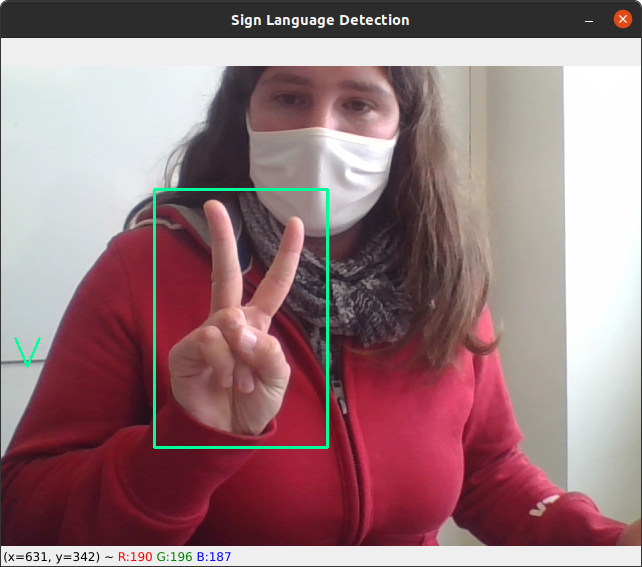 Sign Language Detection
V
(x=631, y=342) ~ R:190 G:196 B:187